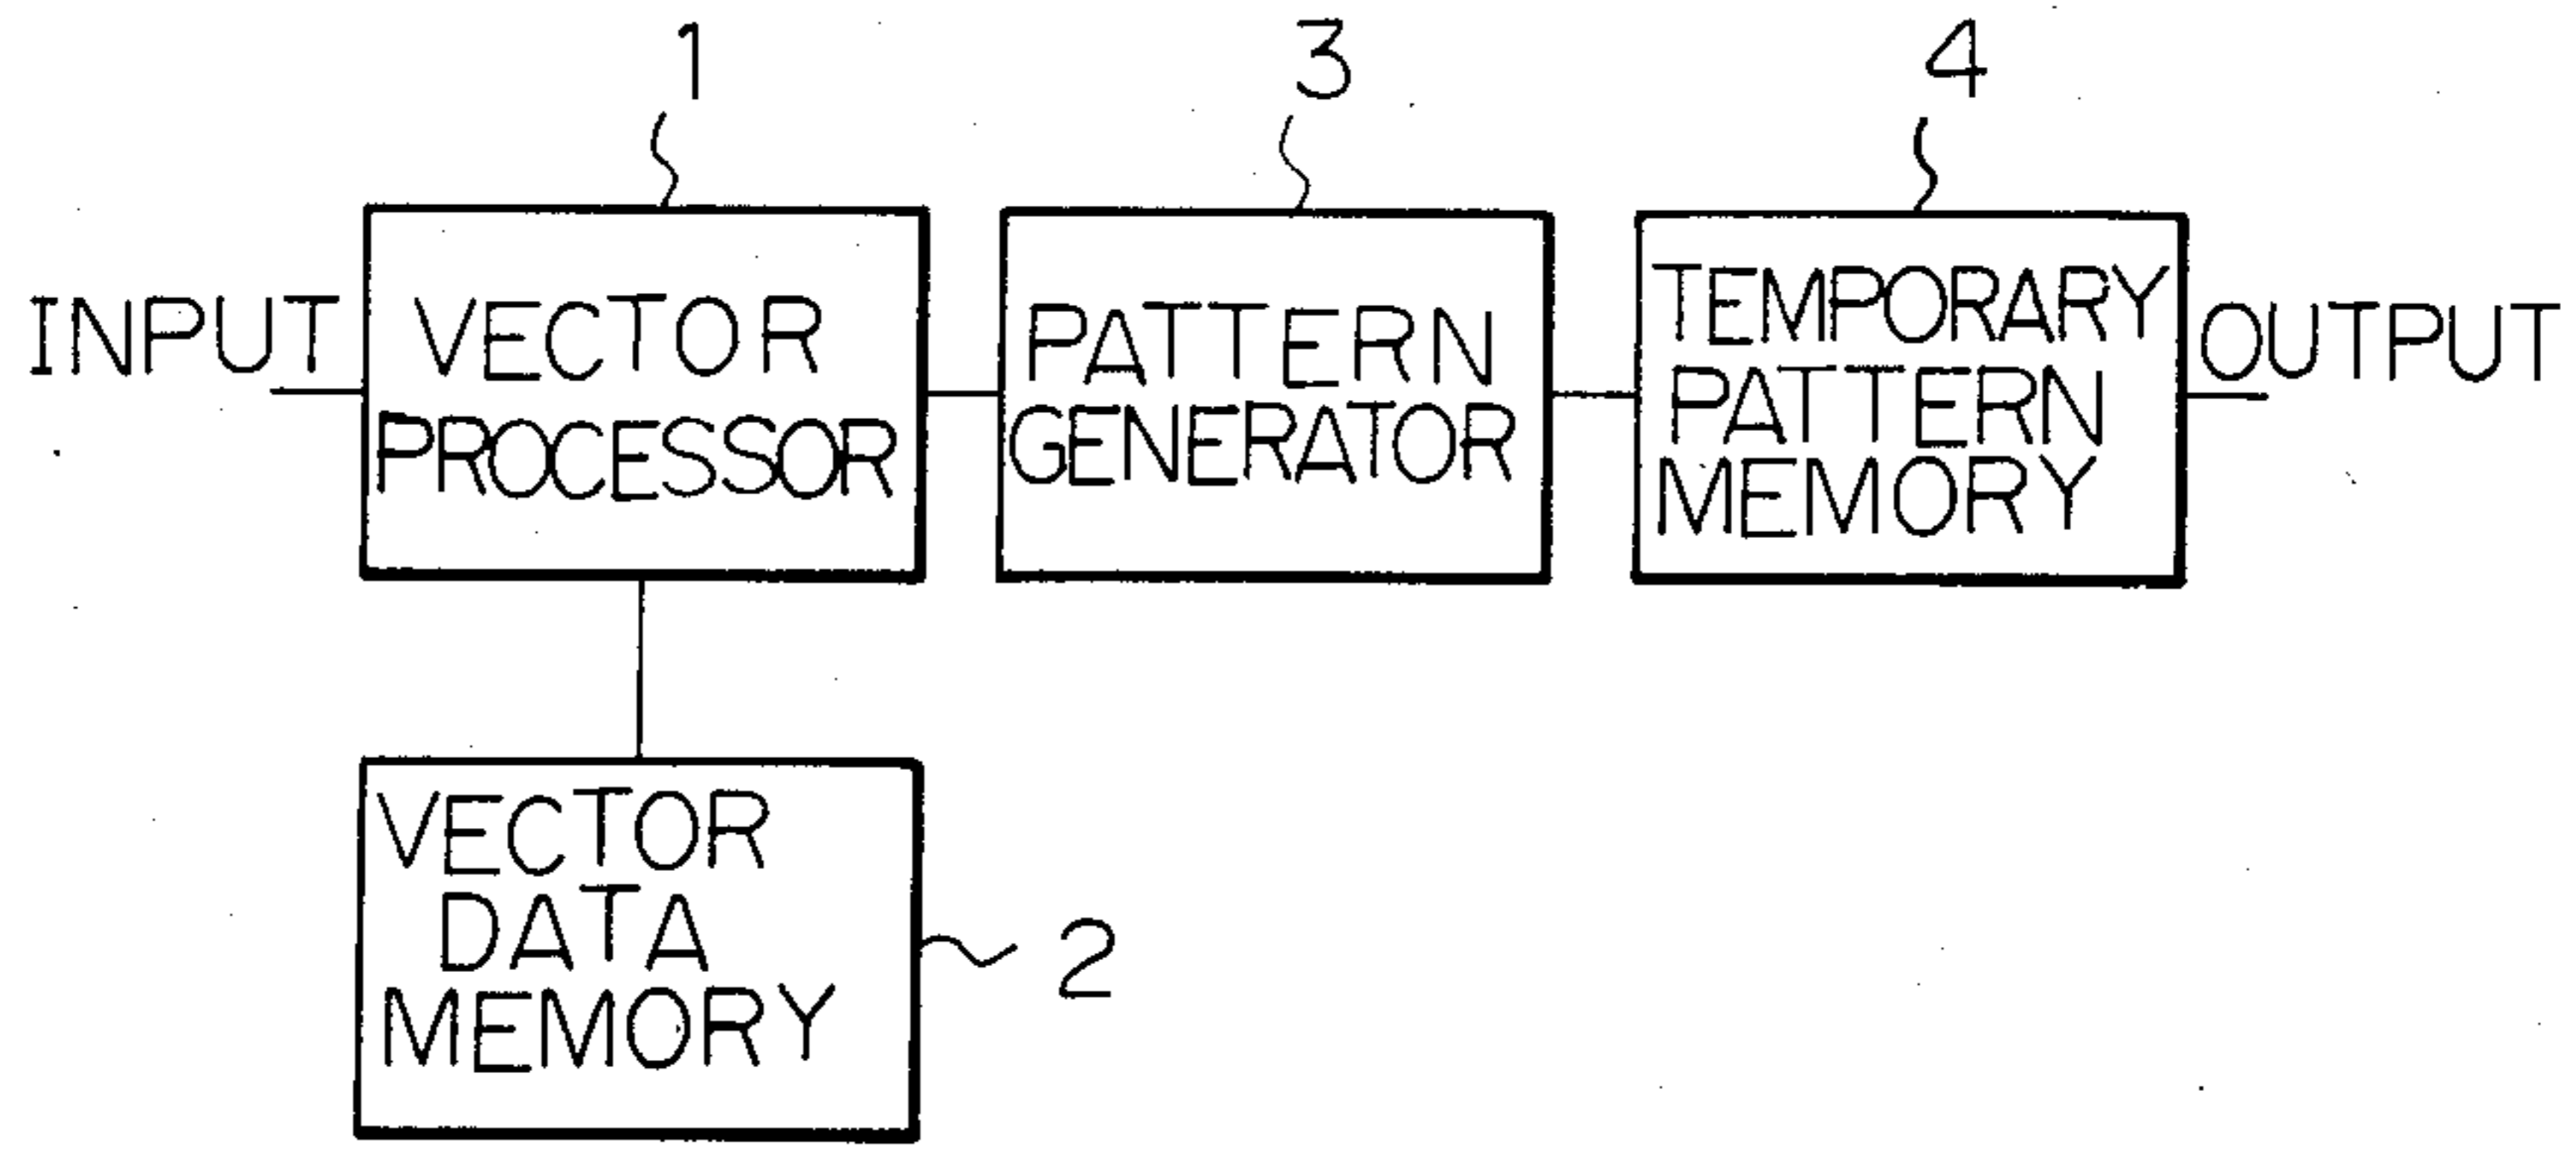 1
3
4
INPUT
VECTOR
PROCESSOR
PATTERN
GENERATOR
TEMPORARY
PATTERN
MEMORY
OUTPUT
VECTOR
DATA
MEMORY
2